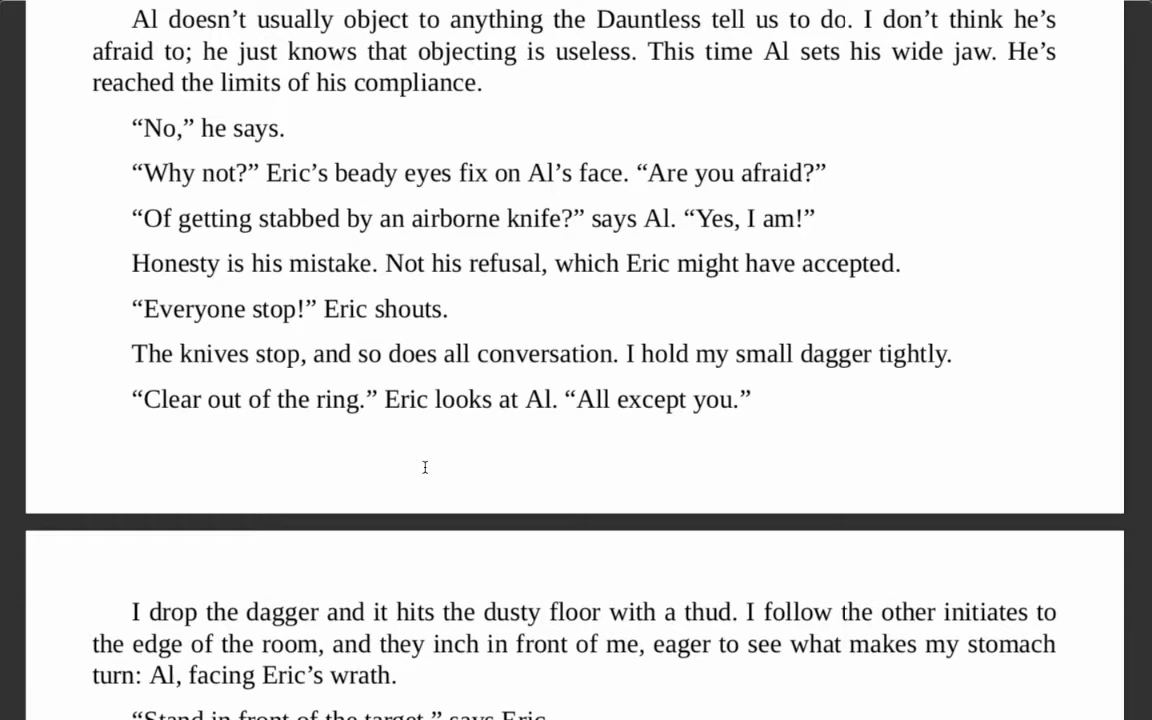 Al doesn’t usually object to anything the Dauntless tell us to do. I don’t think he’s
afraid to; he just knows that objecting is useless. This time Al sets his wide jaw. He’s
reached the limits of his compliance.
“No,” he says.
“Why not?” Eric’s beady eyes fix on Al’s face. “Are you afraid?”
“Of getting stabbed by an airborne knife?” says Al. “Yes, I am!”
Honesty is his mistake. Not his refusal, which Eric might have accepted.
“Everyone stop!” Eric shouts.
The knives stop, and so does all conversation. I hold my small dagger tightly.
“Clear out of the ring.” Eric looks at Al. “All except you.”
I drop the dagger and it hits the dusty floor with a thud. I follow the other initiates to
the edge of the room, and they inch in front of me, eager to see what makes my stomach
turn: Al, facing Eric’s wrath.
“Stand in front of the target,” says Eric